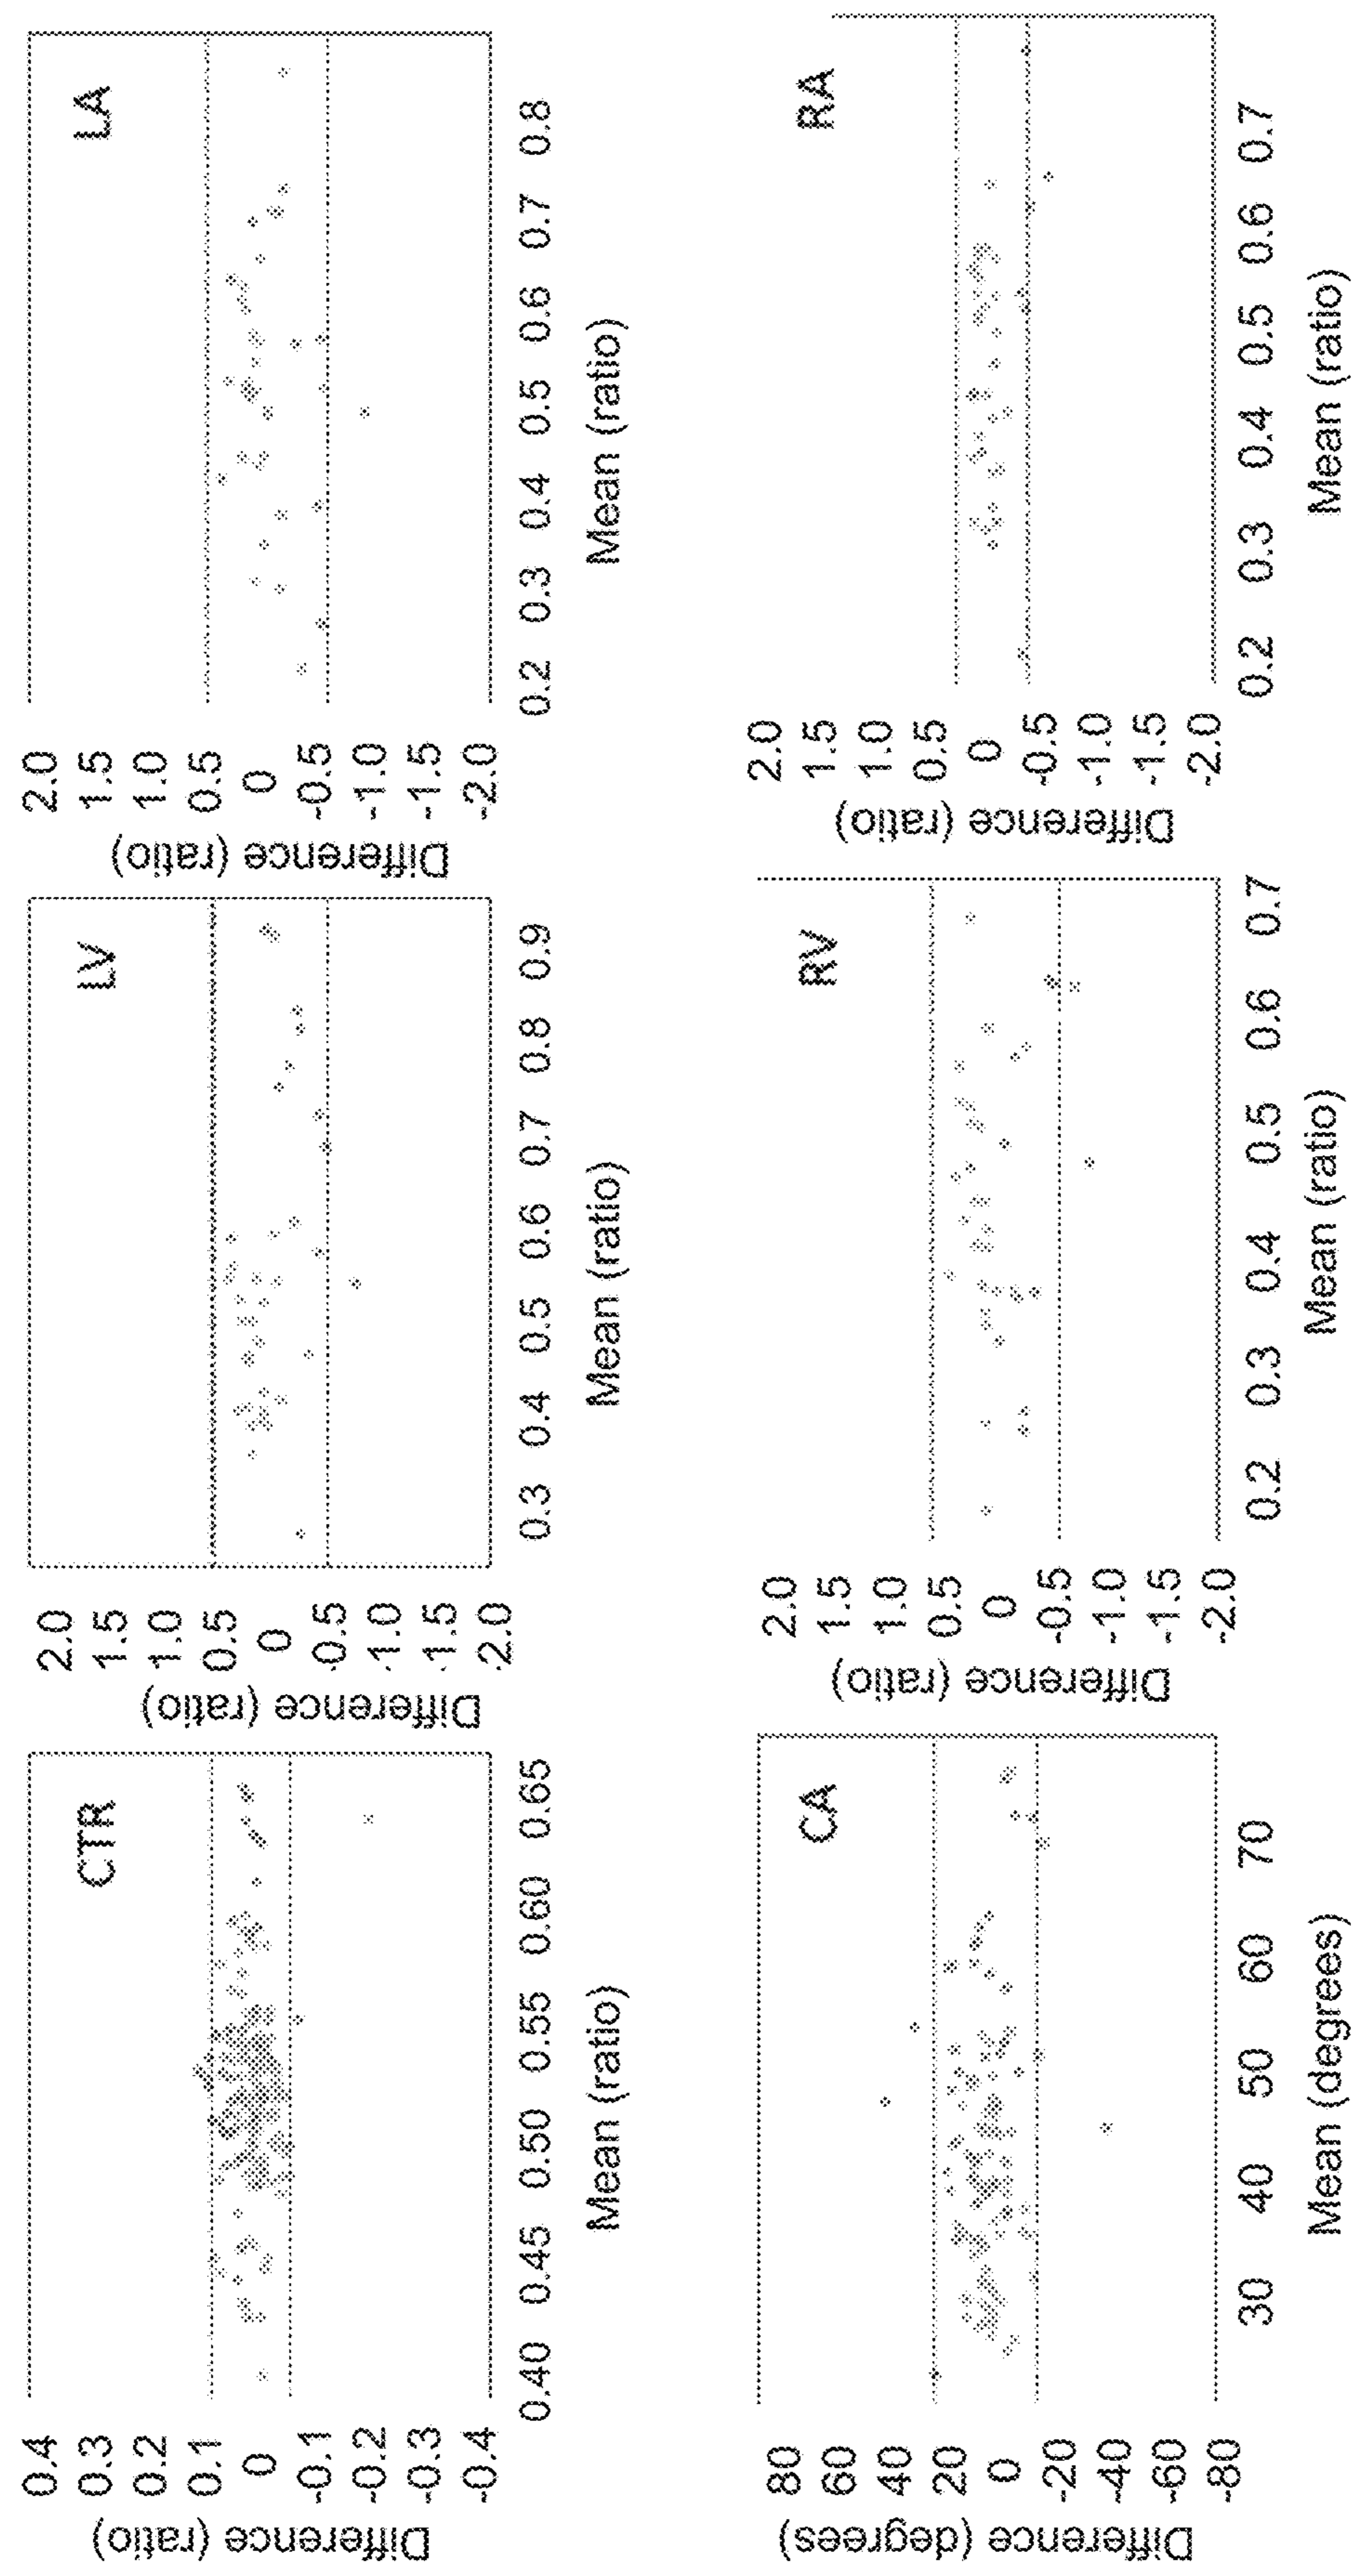 CTR
0.4
0.3
0.2
0.1
0
-0.1
-0.2
-0.3
-0.4
Difference (ratio)
0.40 0.45 0.50 0.55 0.60 0.65
Mean (ratio)
LV
2.0
1.5
1.0
0.5
0
-0.5
-1.0
-1.5
-2.0
Difference (ratio)
0.3 0.4 0.5 0.6 0.7 0.8 0.9
Mean (ratio)
LA
2.0
1.5
1.0
0.5
0
-0.5
-1.0
-1.5
-2.0
Difference (ratio)
0.2 0.3 0.4 0.5 0.6 0.7 0.8
Mean (ratio)
CA
80
60
40
20
0
-20
-40
-60
-80
Difference (degrees)
30 40 50 60 70
Mean (degrees)
RV
2.0
1.5
1.0
0.5
0
-0.5
-1.0
-1.5
-2.0
Difference (ratio)
0.2 0.3 0.4 0.5 0.6 0.7
Mean (ratio)
RA
2.0
1.5
1.0
0.5
0
-0.5
-1.0
-1.5
-2.0
Difference (ratio)
0.2 0.3 0.4 0.5 0.6 0.7
Mean (ratio)